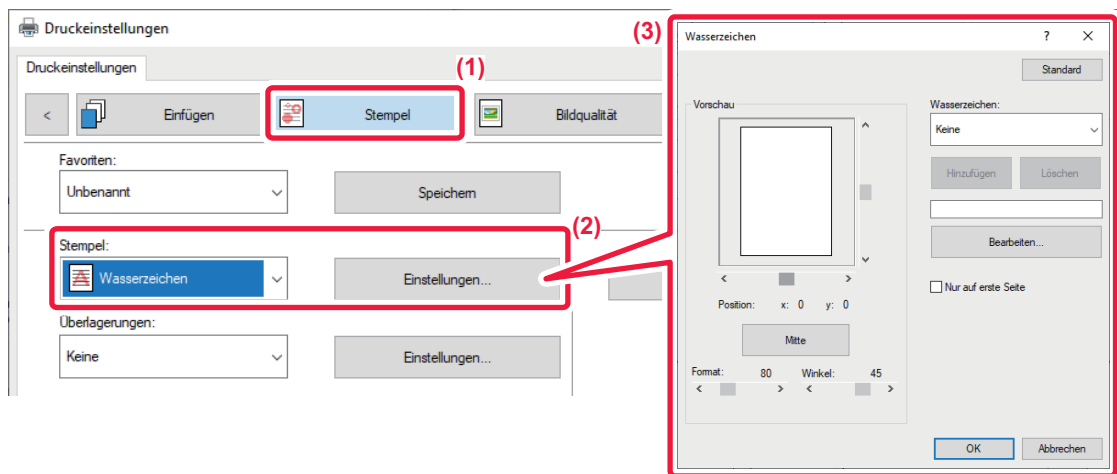 Druckeinstellungen
Druckeinstellungen
(1)
< Einfügen Stempel Bildqualität
Favoriten:
Unbenannt Speichern
(2)
Stempel:
Wasserzeichen Einstellungen...
Überlagerungen:
Keine Einstellungen...
(3)
Wasserzeichen ? ×
Standard
Vorschau
Wasserzeichen:
Keine
Hinzufügen Löschen
Bearbeiten...
Nur auf erste Seite
Position: x: 0 y: 0
Mitte
Format: 80 Winkel: 45
OK Abbrechen